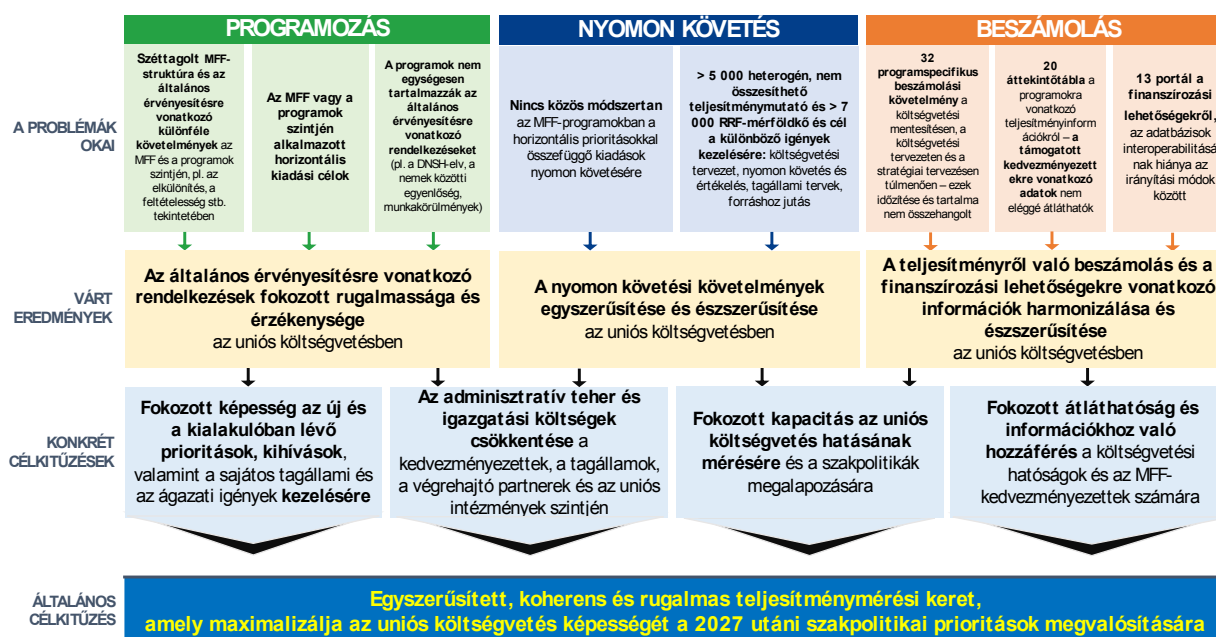 PROGRAMOZÁS
NYOMON KÖVETÉS
BESZÁMOLÁS
A PROBLÉMÁK
OKAI
Széttagolt MFF-
struktúra és az
általános
érvényesítésre
vonatkozó
különféle
követelmények az
MFF és a programok
szintjén, pl. az
elkülönítés, a
feltételesség stb.
tekintetében
Az MFF vagy a
programok
szintjén
alkalmazott
horizontális
kiadási célok
A programok nem
egységesen
tartalmazzák az
általános
érvényesítésre
vonatkozó
rendelkezéseket
(pl. a DNSH-elv, a
nemek közötti
egyenlőség,
munkakörülmények)
Nincs közös módszertan
az MFF-programokban a
horizontális prioritásokkal
összefüggő kiadások
nyomon követésére
> 5 000 heterogén, nem
összesíthető
teljesítménymutató és > 7
000 RRF-mérföldkő és cél
a különböző igények
kezelésére: költségvetési
tervezet, nyomon követés és
értékelés, tagállami tervek,
forráshoz jutás
32
programspecifikus
beszámolási
követelmény a
költségvetési
mentesítésen, a
költségvetési
tervezeten és a
stratégiai tervezésen
túlmenően – ezek
időzítése és tartalma
nem összehangolt
20
áttekintőtábla a
programokra
vonatkozó
teljesítményinform
ációkról – a
támogatott
kedvezményezett
ekre vonatkozó
adatok nem
eléggé átláthatók
13 portál a
finanszírozási
lehetőségekről,
az adatbázisok
interoperabilitásá
nak hiánya az
irányítási módok
között
VÁRT
EREDMÉNYEK
Az általános érvényesítésre vonatkozó
rendelkezések fokozott rugalmassága és
érzékenysége
az uniós költségvetésben
A nyomon követési követelmények
egyszerűsítése és észszerűsítése
az uniós költségvetésben
A teljesítményről való beszámolás és a
finanszírozási lehetőségekre vonatkozó
információk harmonizálása és
észszerűsítése
az uniós költségvetésben
KONKRÉT
CÉLKITŰZÉSEK
Fokozott képesség az új és
a kialakulóban lévő
prioritások, kihívások,
valamint a sajátos tagállami és
az ágazati igények kezelésére
Az adminisztratív teher és
igazgatási költségek
csökkentése a
kedvezményezettek, a tagállamok,
a végrehajtó partnerek és az uniós
intézmények szintjén
Fokozott kapacitás az uniós
költségvetés hatásának
mérésére és a szakpolitikák
megalapozására
Fokozott átláthatóság és
információkhoz való
hozzáférés a költségvetési
hatóságok és az MFF-
kedvezményezettek számára
ÁLTALÁNOS
CÉLKITŰZÉS
Egyszerűsített, koherens és rugalmas teljesítménymérési keret,
amely maximalizálja az uniós költségvetés képességét a 2027 utáni szakpolitikai prioritások megvalósítására